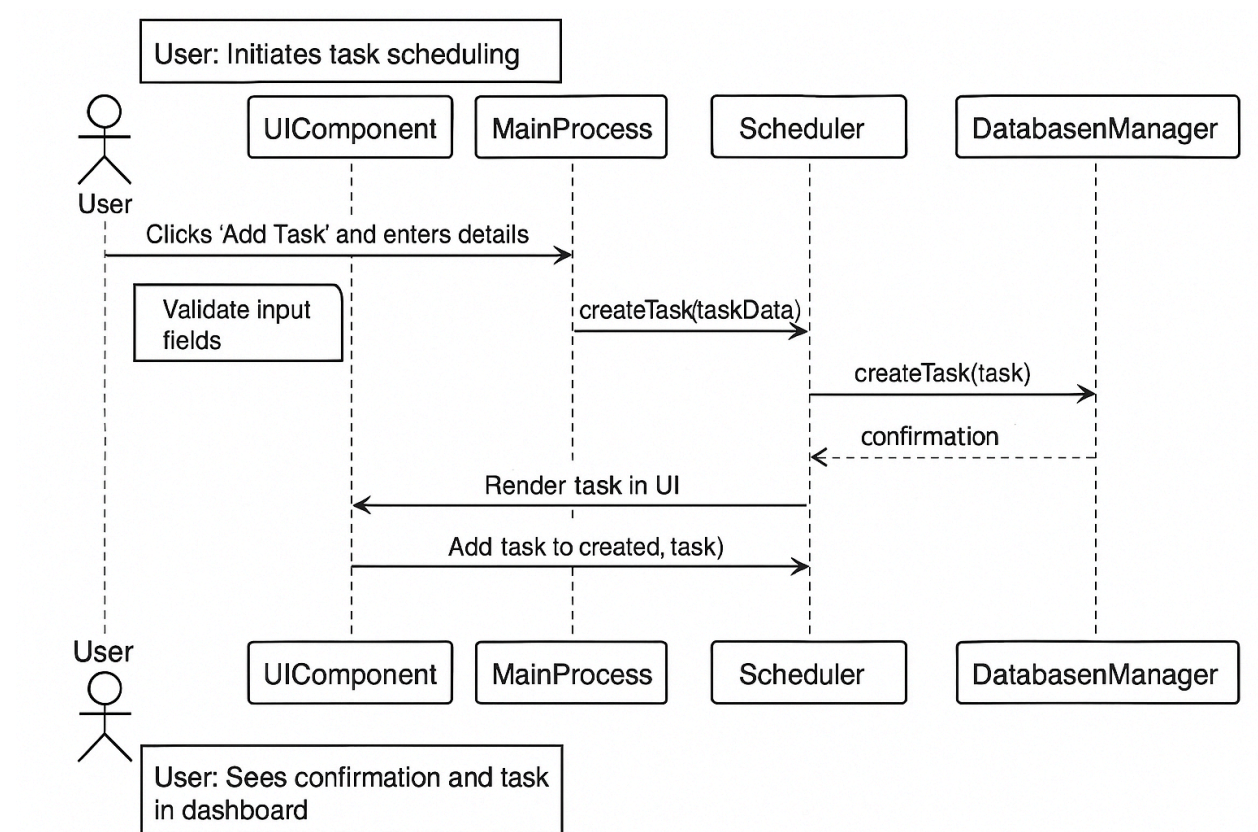 User: Initiates task scheduling
UIComponent
MainProcess
Scheduler
DatabasenManager
User
Clicks ‘Add Task’ and enters details
Validate input
fields
createTask(taskData)
createTask(task)
confirmation
Render task in UI
Add task to created, task)
User
UIComponent
MainProcess
Scheduler
DatabasenManager
User: Sees confirmation and task
in dashboard